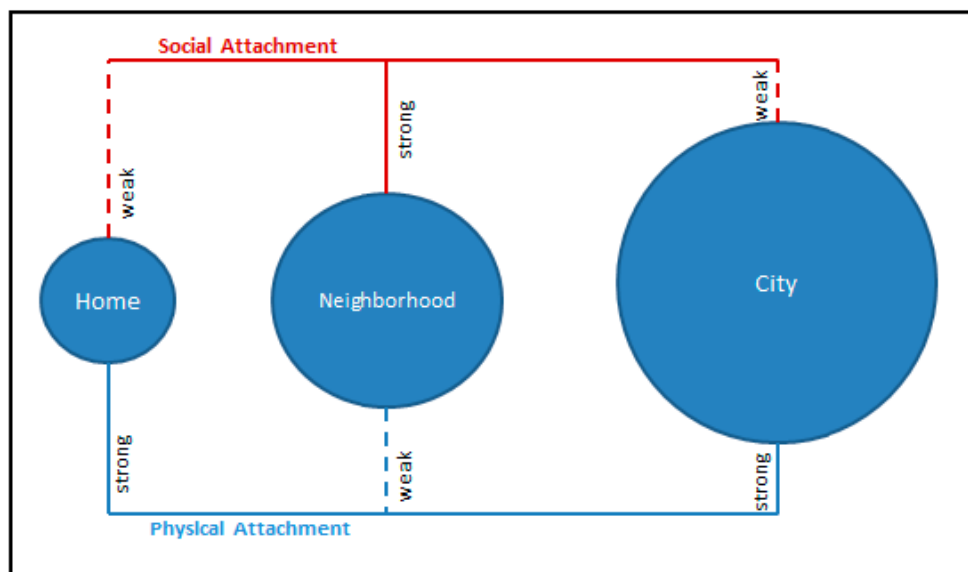 Social Attachment
weak
strong
weak
Home
Neighborhood
City
strong
weak
strong
Physical Attachment